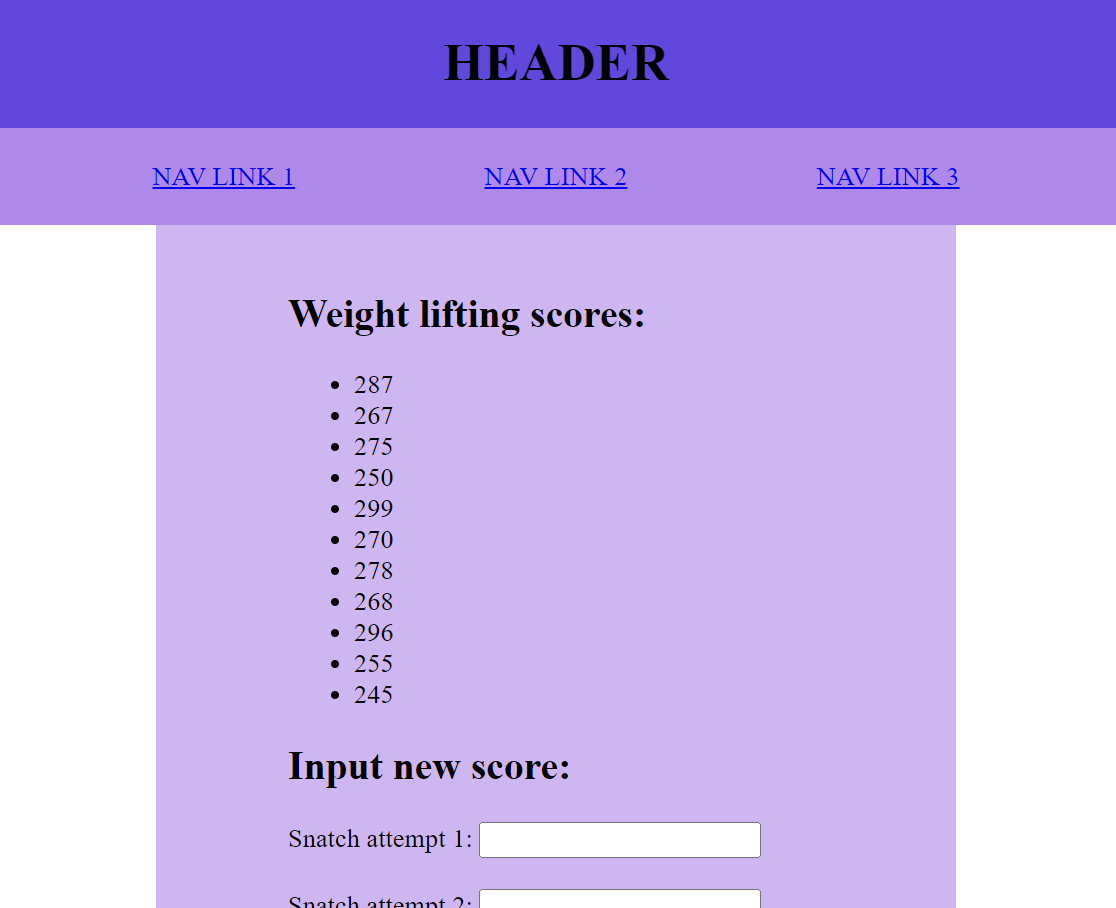 HEADER
NAV LINK 1 NAV LINK 2 NAV LINK 3
Weight lifting scores:
287
267
275
250
299
270
278
268
296
255
245
Input new score:
Snatch attempt 1:
Snatch attempt 2: